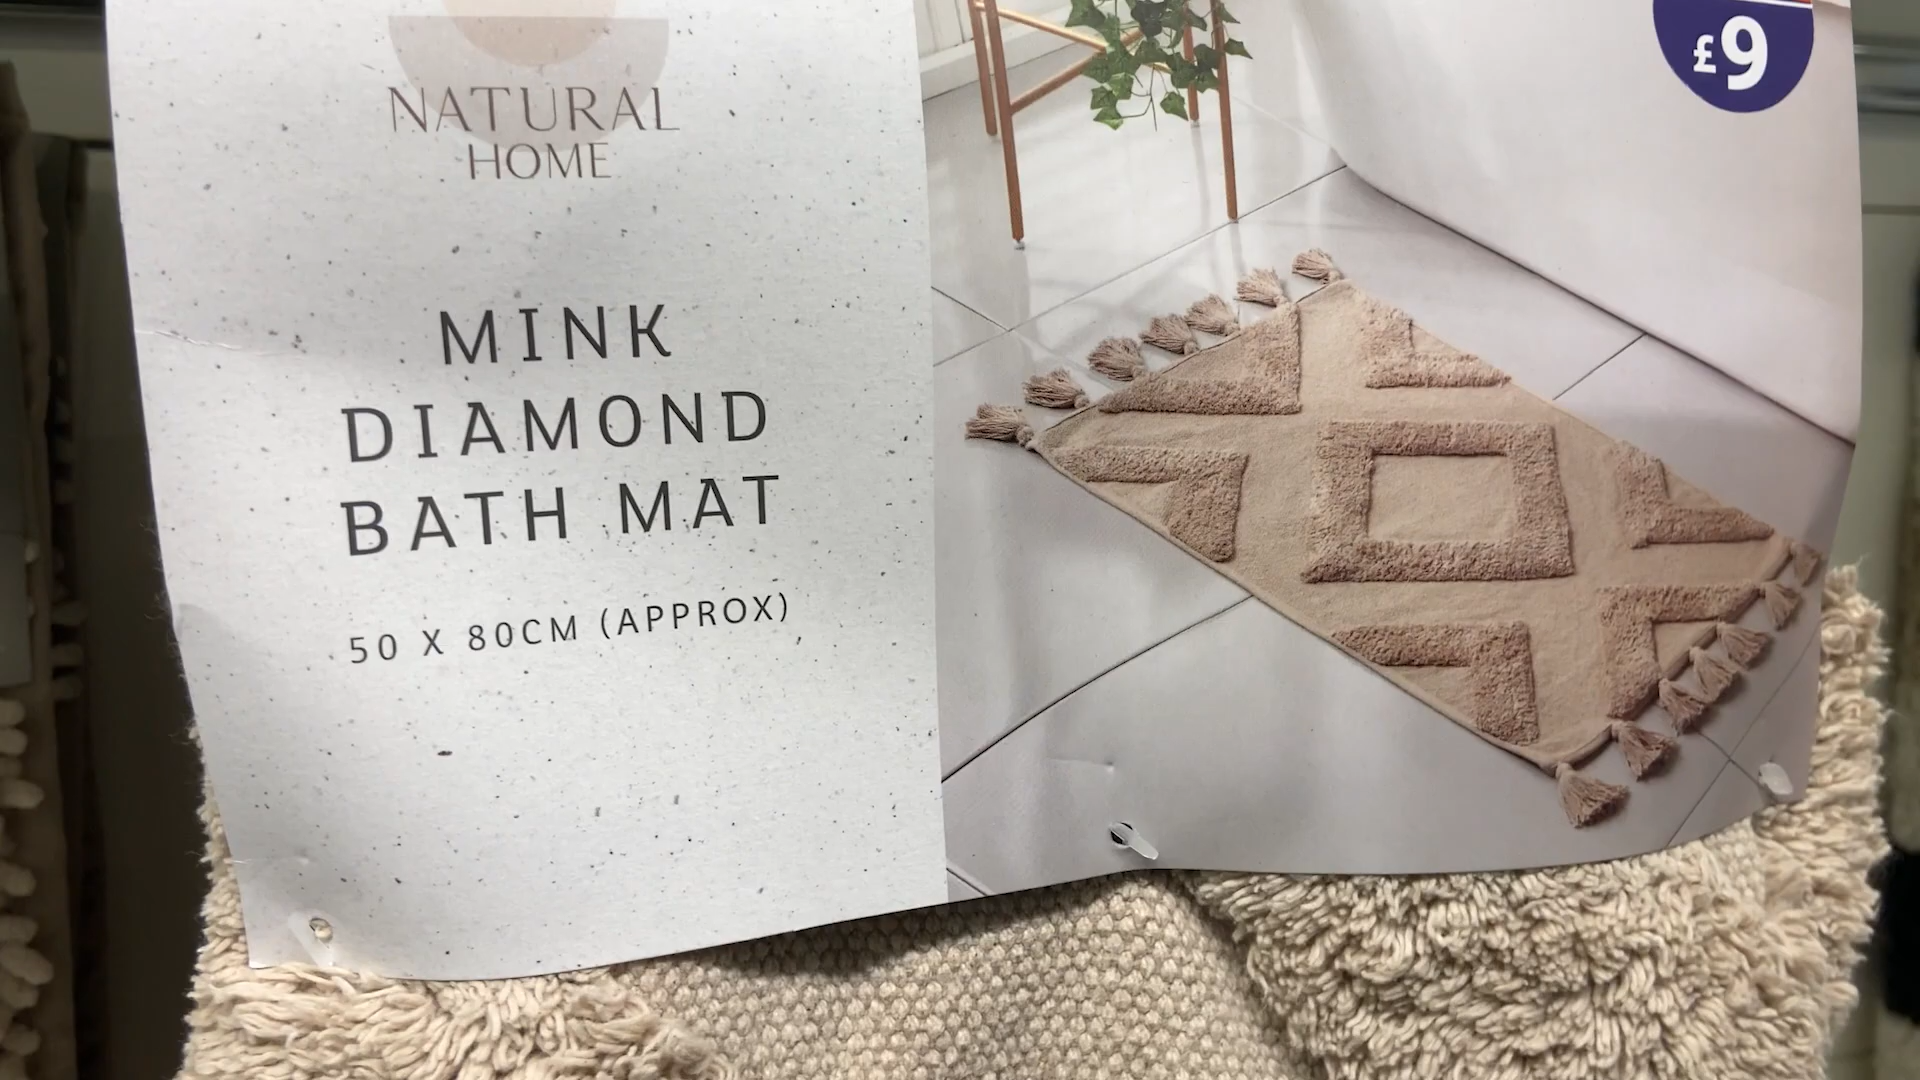 NATURAL
HOME
MINK
DIAMOND
BATH MAT
50 X 80CM (APPROX)
£9